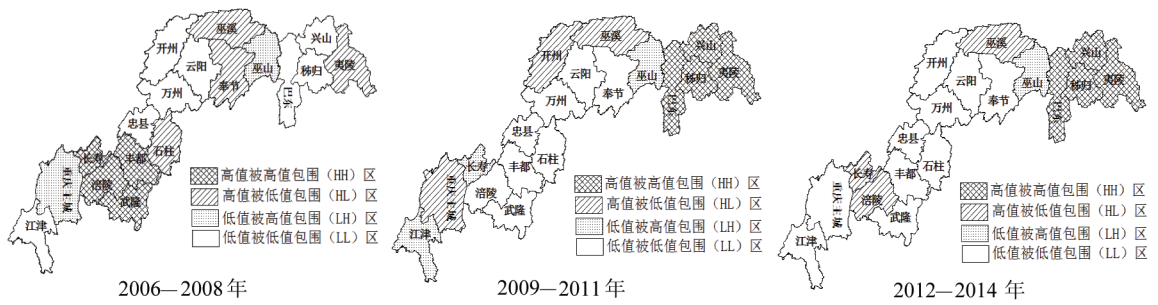 巫溪
开州
云阳
巫山
奉节
万州
兴山
秭归
夷陵
巴东
忠县
石柱
长寿
丰都
涪陵
武隆
重庆主城
江津
高值被高值包围（HH）区
高值被低值包围（HL）区
低值被高值包围（LH）区
低值被低值包围（LL）区
2006—2008 年
巫溪
开州
云阳
巫山
奉节
万州
兴山
秭归
夷陵
巴东
忠县
石柱
长寿
丰都
涪陵
武隆
重庆主城
江津
高值被高值包围（HH）区
高值被低值包围（HL）区
低值被高值包围（LH）区
低值被低值包围（LL）区
2009—2011 年
巫溪
开州
云阳
巫山
奉节
万州
兴山
秭归
夷陵
巴东
忠县
石柱
长寿
丰都
涪陵
武隆
重庆主城
江津
高值被高值包围（HH）区
高值被低值包围（HL）区
低值被高值包围（LH）区
低值被低值包围（LL）区
2012—2014 年